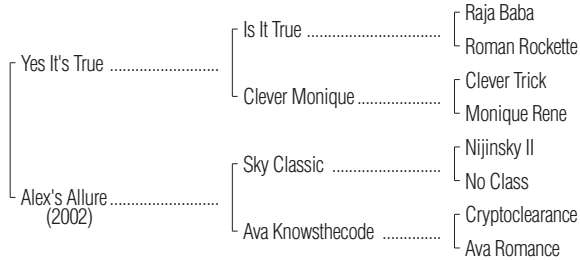 Raja Baba
Is It True ..........................
Roman Rockette
Yes It's True ..........................
Clever Trick
Clever Monique ....................
Monique Rene
Nijinsky II
Sky Classic ..........................
No Class
Alex's Allure ..........................
(2002)
Cryptoclearance
Ava Knowsthecode ...............
Ava Romance